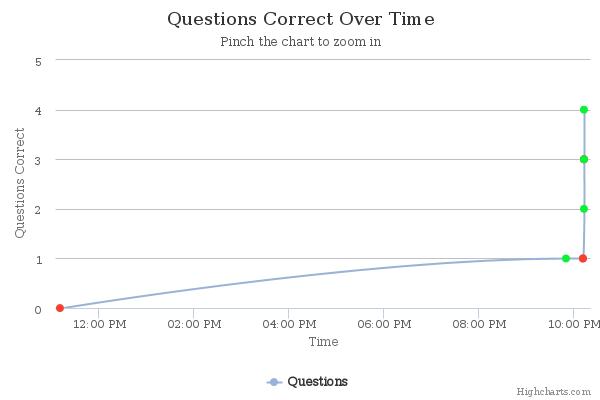 Questions Correct Over Time
Pinch the chart to zoom in
Questions Correct
5
4
3
2
1
0
12:00 PM 02:00 PM 04:00 PM 06:00 PM 08:00 PM 10:00 PM
Time
Questions
Highcharts.com